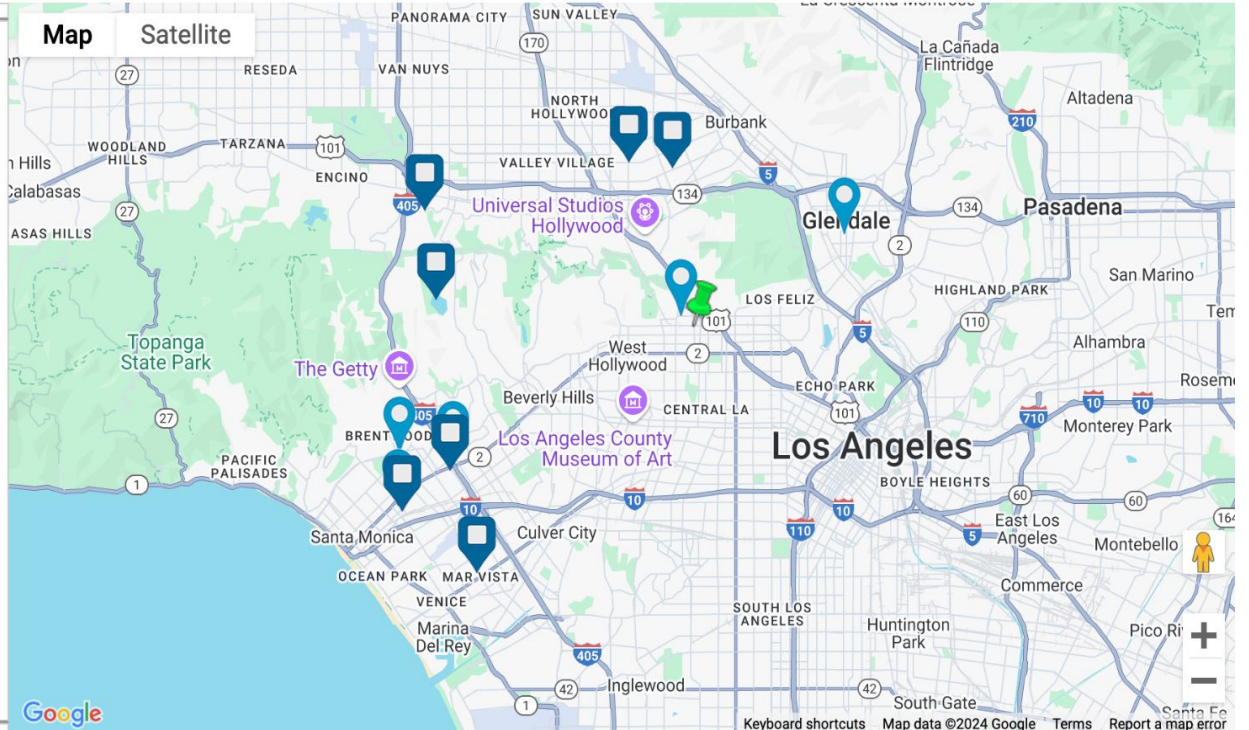 La Crescenta-Montrose
PANORAMA CITY
SUN VALLEY
Map Satellite
170
La Cañada
Flintridge
27
RESEDA
VAN NUYS
Altadena
NORTH
210
101
Burbank
WOODLAND
HILLS
TARZANA
VALLEY VILLAGE
ENCINO
5
Calabasas
134
405
Universal Studios
Hollywood
Glendale
134
Pasadena
27
2
ASAS HILLS
San Marino
LOS FELIZ
HIGHLAND PARK
101
110
5
Topanga
State Park
West
Hollywood
2
Alhambra
The Getty
ECHO PARK
Beverly Hills
CENTRAL LA
101
10
10
27
710
Monterey Park
Los Angeles County
Museum of Art
Los Angeles
2
PACIFIC
PALISADES
1
BOYLE HEIGHTS
10
60
60
10
10
110
5
East Los
Angeles
164
Santa Monica
Culver City
Montebello
OCEAN PARK
MAR VISTA
Commerce
VENICE
SOUTH LOS
ANGELES
Huntington
Park
Marina
Del Rey
405
42
Inglewood
42
1
South Gate
Google
Keyboard shortcuts Map data ©2024 Google Terms Report a map error